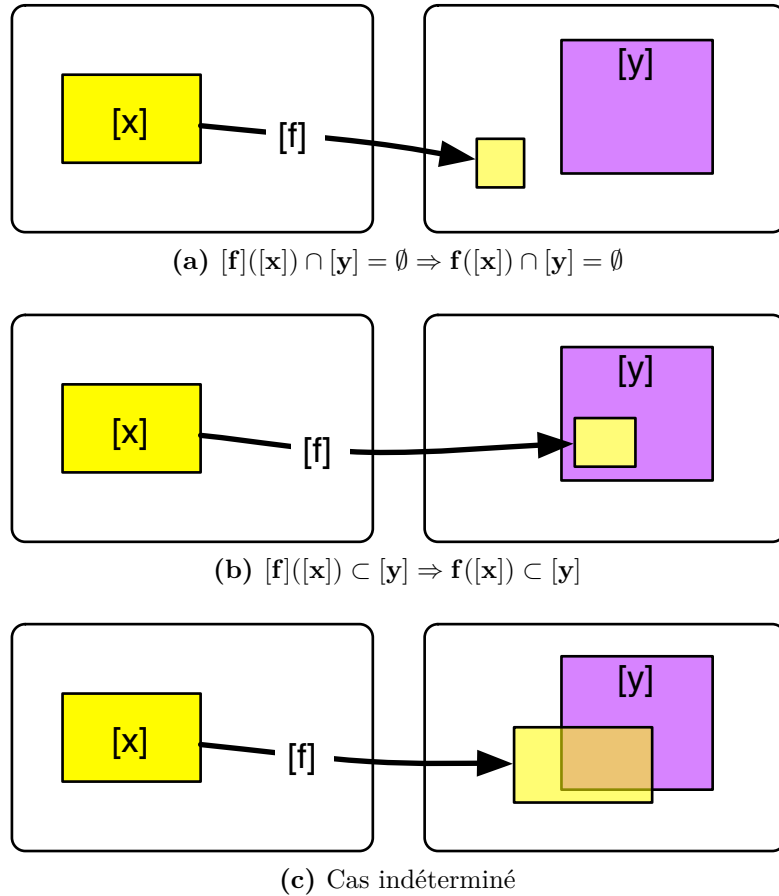 [y]
[x]
[f]
(a) [f]([x]) ∩ [y] = ∅ ⇒ f([x]) ∩ [y] = ∅
[y]
[x]
[f]
(b) [f]([x]) ⊂ [y] ⇒ f([x]) ⊂ [y]
[y]
[x]
[f]
(c) Cas indéterminé